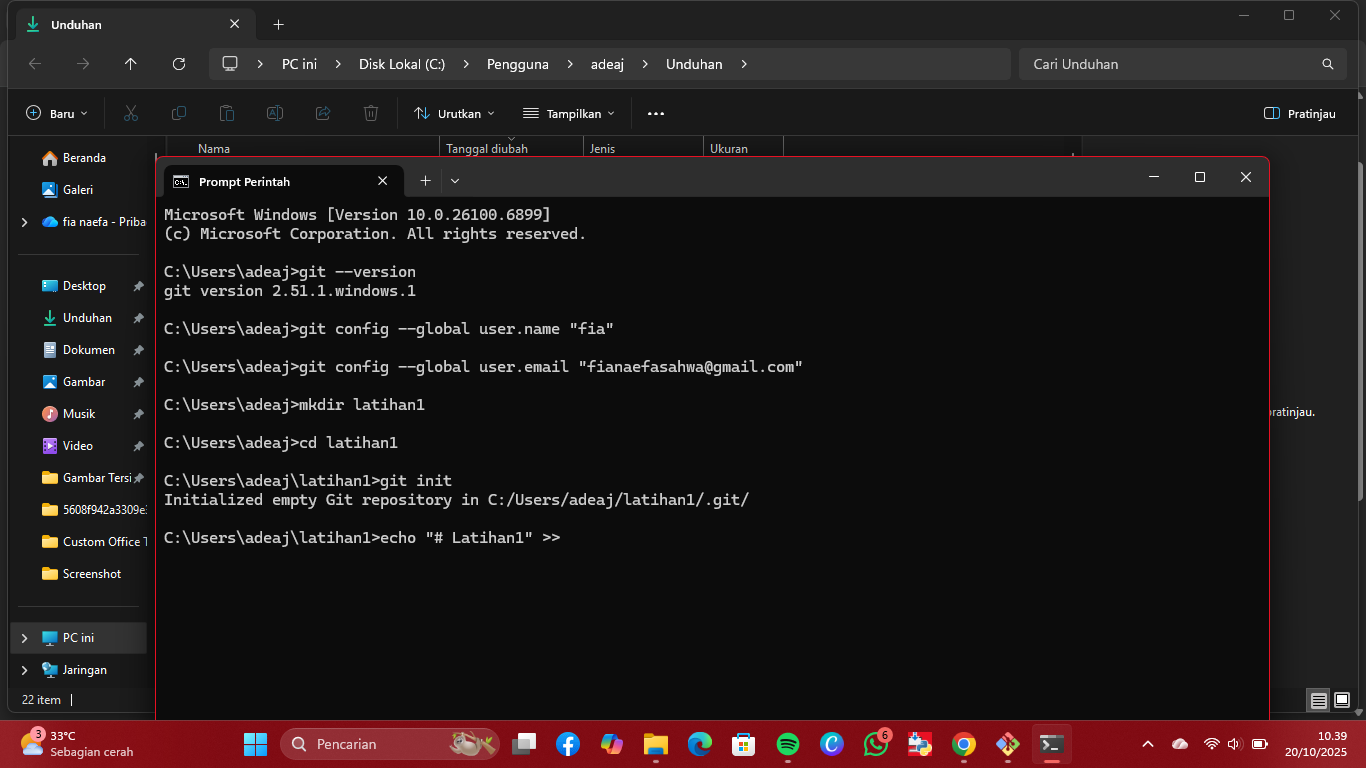 Unduhan
PC ini
Disk Lokal (C:)
Pengguna
adeaj
Unduhan
Cari Unduhan
Baru
Urutkan
Tampilkan
Pratinjau
Nama
Tanggal diubah
Jenis
Ukuran
Beranda
Galeri
fia naefa - Priba
Desktop
Unduhan
Dokumen
Gambar
Musik
Video
Gambar Tersi
5608f942a3309e
Custom Office T
Screenshot
PC ini
Jaringan
22 item
Prompt Perintah
Microsoft Windows [Version 10.0.26100.6899]
(c) Microsoft Corporation. All rights reserved.
C:\Users\adeaj>git --version
git version 2.51.1.windows.1
C:\Users\adeaj>git config --global user.name "fia"
C:\Users\adeaj>git config --global user.email "fianaefasahwa@gmail.com"
C:\Users\adeaj>mkdir latihan1
C:\Users\adeaj>cd latihan1
C:\Users\adeaj\latihan1>git init
Initialized empty Git repository in C:/Users/adeaj/latihan1/.git/
C:\Users\adeaj\latihan1>echo "# Latihan1" >>
pratinjau.
3
33°C
Sebagian cerah
Pencarian
6
10.39
20/10/2025